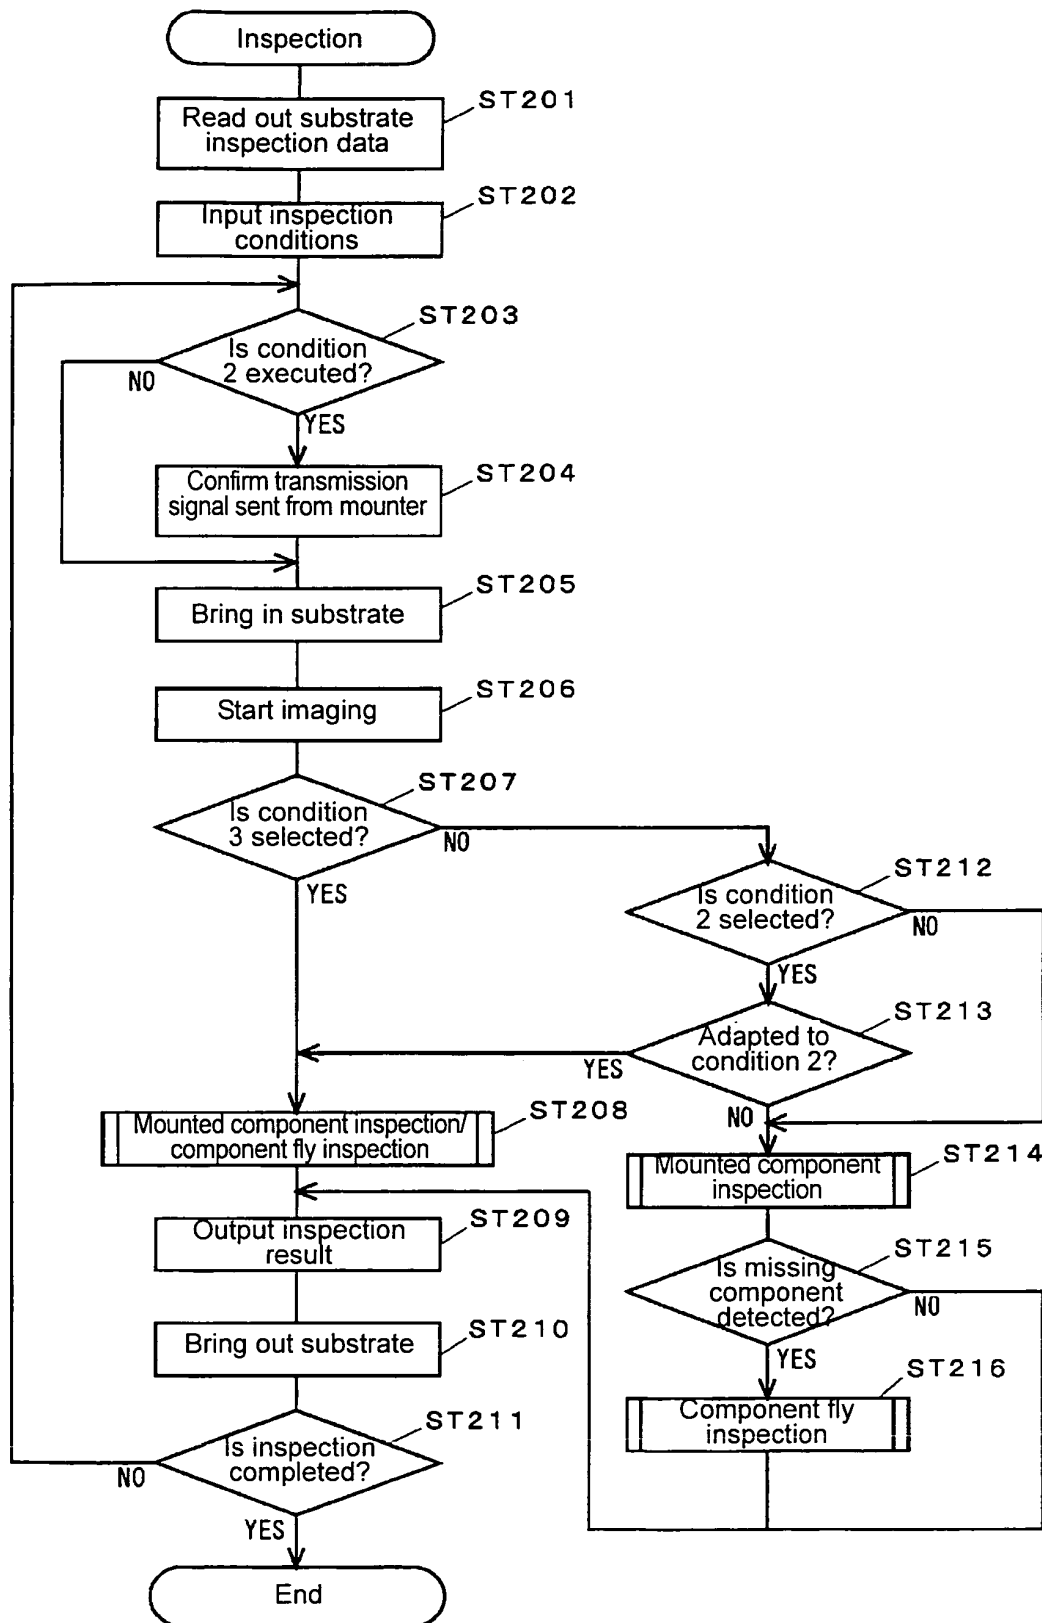 Inspection
ST201
Read out substrate
inspection data
ST202
Input inspection
conditions
ST203
Is condition
2 executed?
NO
YES
ST204
Confirm transmission
signal sent from mounter
ST205
Bring in substrate
ST206
Start imaging
ST207
Is condition
3 selected?
NO
YES
ST212
Is condition
2 selected?
NO
YES
ST213
Adapted to
condition 2?
YES
NO
ST208
Mounted component inspection/
component fly inspection
ST214
Mounted component
inspection
ST209
Output inspection
result
ST215
Is missing
component
detected?
NO
YES
ST210
Bring out substrate
ST216
Component fly
inspection
ST211
Is inspection
completed?
NO
YES
End